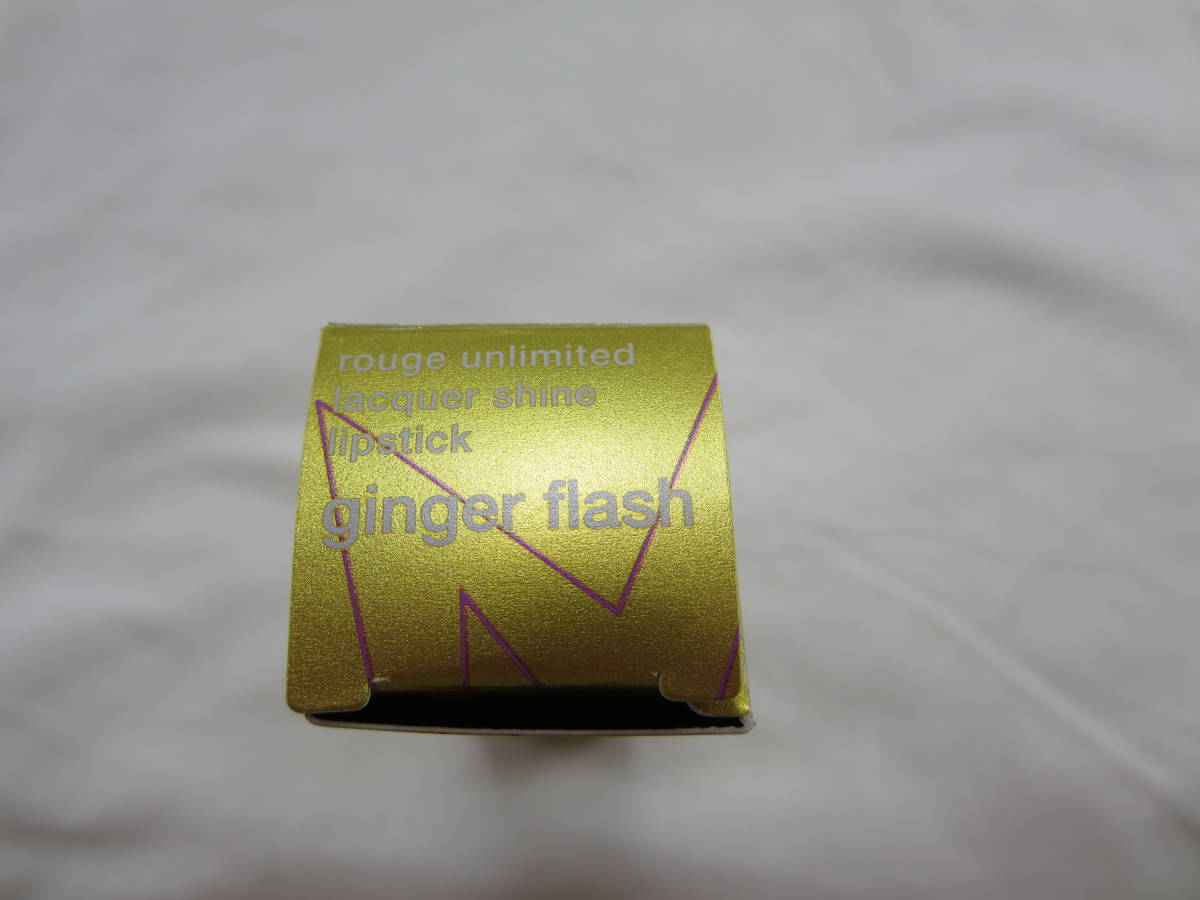 rouge unlimited
lacquer shine
lipstick
ginger flash